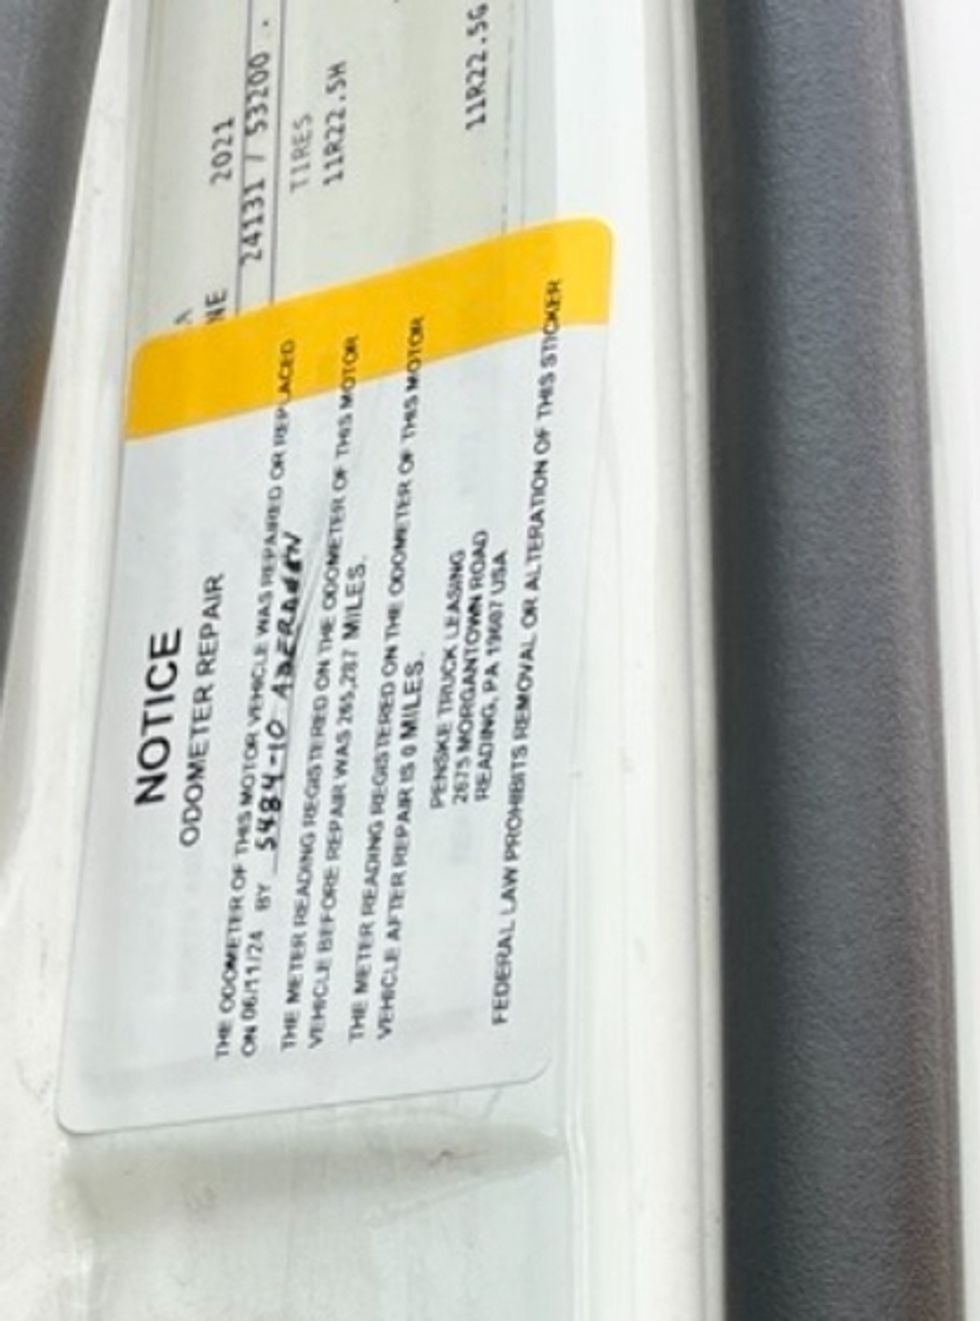 2021
24131 / 53200
TIRES
11R22.5H
11R22.5G
NOTICE
ODOMETER REPAIR
THE ODOMETER OF THIS MOTOR VEHICLE WAS REPAIRED OR REPLACED
ON 06/11/24 BY 5484-10 ABERDEEN
THE METER READING REGISTERED ON THE ODOMETER OF THIS MOTOR
VEHICLE BEFORE REPAIR WAS 265,287 MILES.
THE METER READING REGISTERED ON THE ODOMETER OF THIS MOTOR
VEHICLE AFTER REPAIR IS 0 MILES.
PENSKE TRUCK LEASING
2675 MORGANTOWN ROAD
READING, PA 19607 USA
FEDERAL LAW PROHIBITS REMOVAL OR ALTERATION OF THIS STICKER